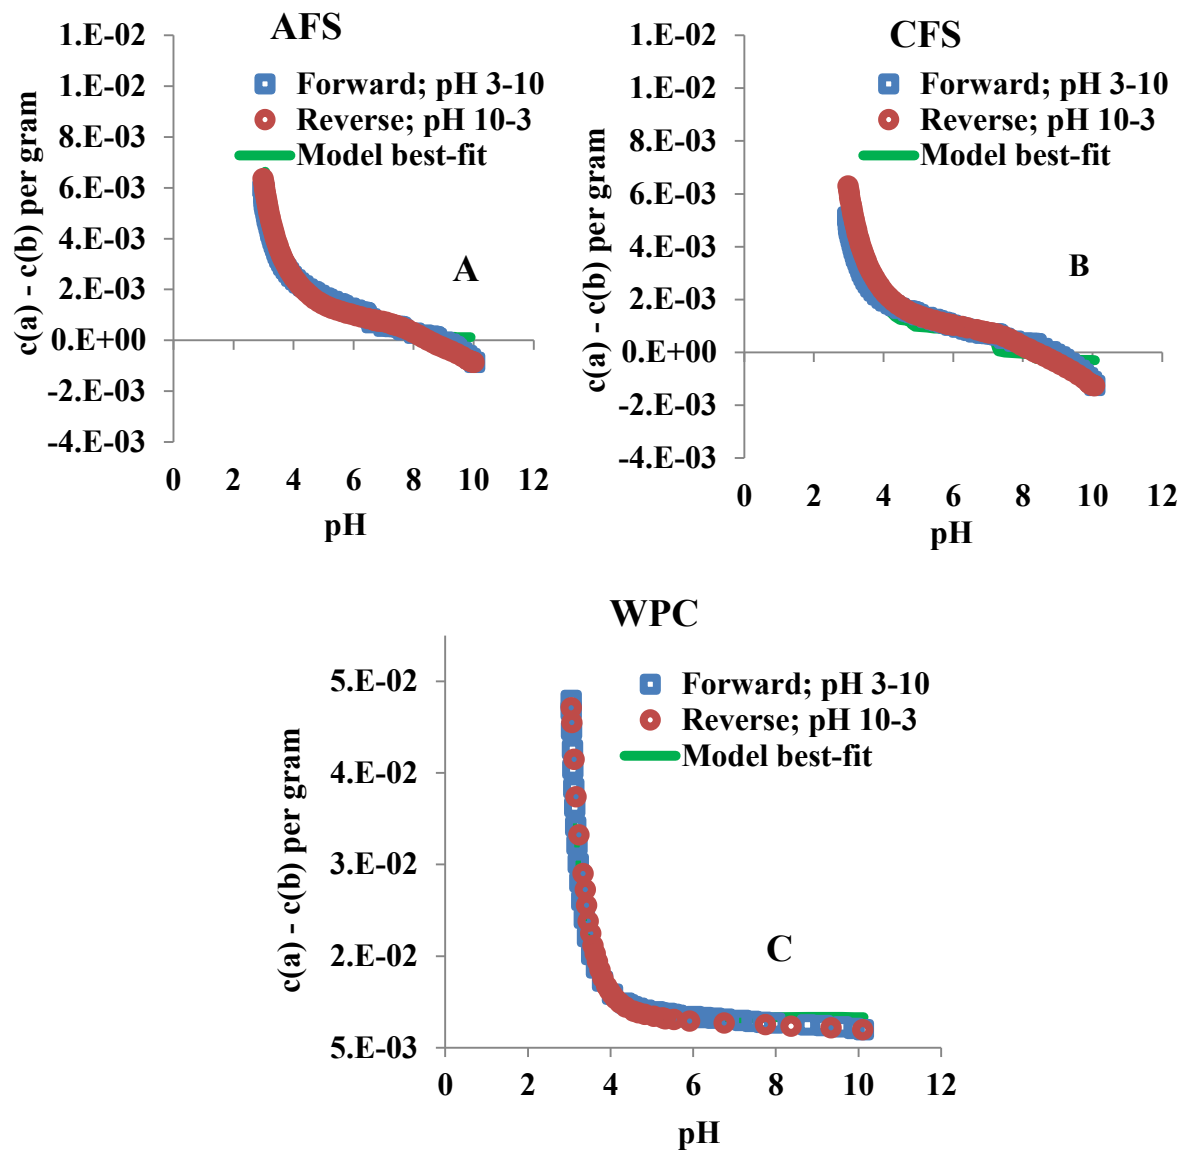 AFS
1.E-02
1.E-02
8.E-03
6.E-03
4.E-03
2.E-03
0.E+00
-2.E-03
-4.E-03
c(a) - c(b) per gram
Forward; pH 3-10
Reverse; pH 10-3
Model best-fit
A
0 2 4 6 8 10 12
pH
CFS
1.E-02
1.E-02
8.E-03
6.E-03
4.E-03
2.E-03
0.E+00
-2.E-03
-4.E-03
c(a) - c(b) per gram
Forward; pH 3-10
Reverse; pH 10-3
Model best-fit
B
0 2 4 6 8 10 12
pH
WPC
5.E-02
4.E-02
3.E-02
2.E-02
5.E-03
c(a) - c(b) per gram
Forward; pH 3-10
Reverse; pH 10-3
Model best-fit
C
0 2 4 6 8 10 12
pH